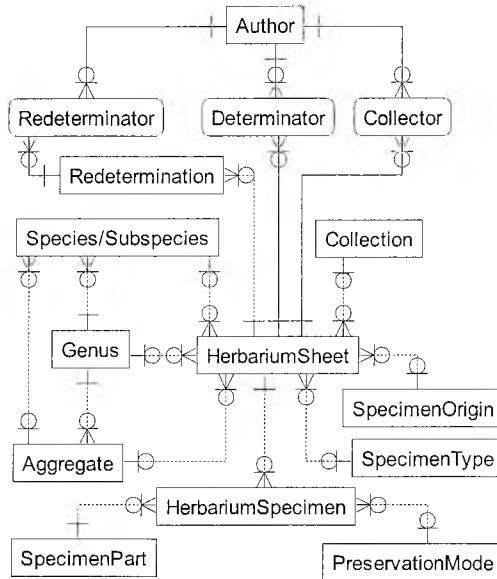 Author
Redeterminator
Determinator
Collector
Redetermination
Species/Subspecies
Collection
Genus
HerbariumSheet
SpecimenOrigin
Aggregate
SpecimenType
HerbariumSpecimen
SpecimenPart
PreservationMode